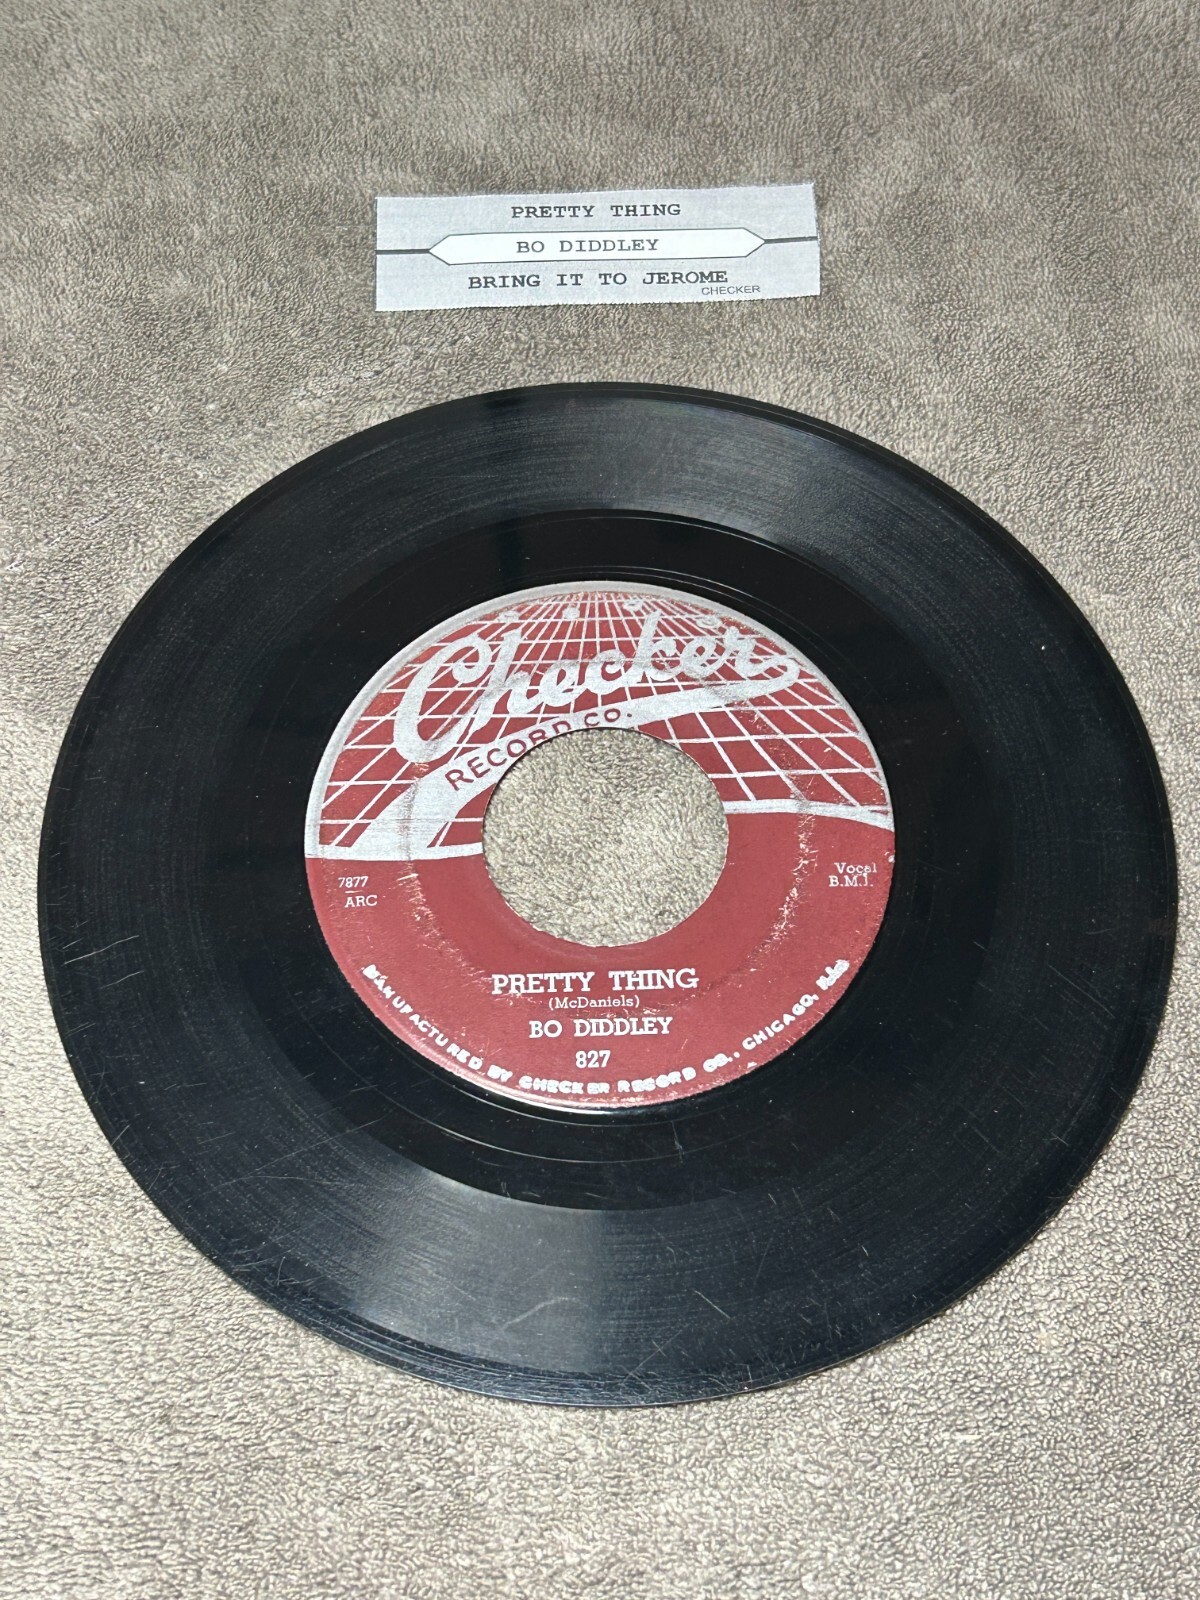 PRETTY THING
BO DIDDLEY
BRING IT TO JEROME
CHECKER
Checker
RECORD CO.
7877
ARC
Vocal
B.M.I.
PRETTY THING
(McDaniels)
BO DIDDLEY
827
MANUFACTURED BY CHECKER RECORD CO., CHICAGO,